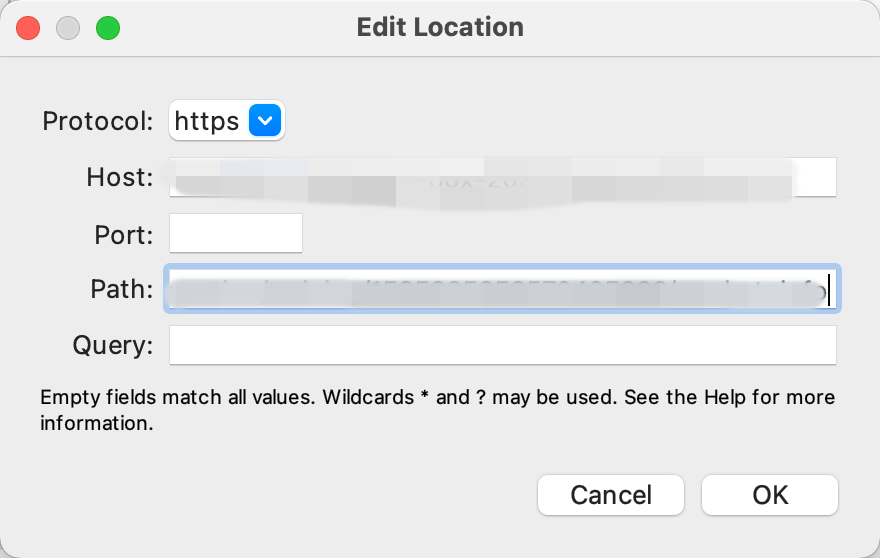 Edit Location
Protocol: https
Host:
Port:
Path:
Query:
Empty fields match all values. Wildcards * and ? may be used. See the Help for more
information.
Cancel OK